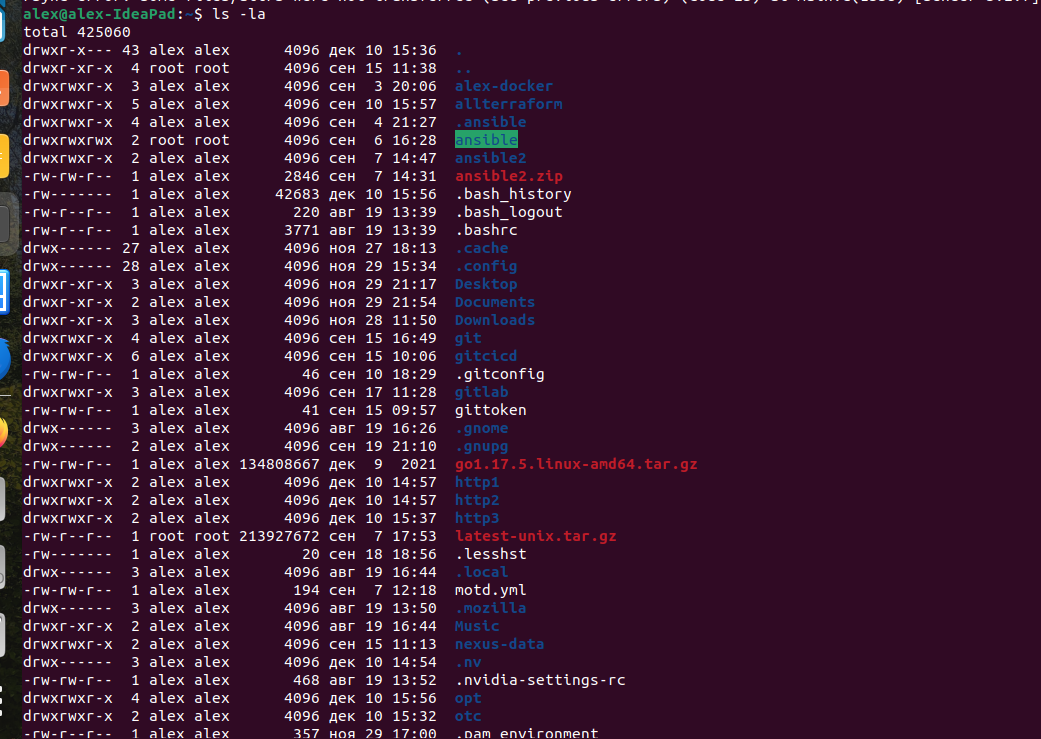 alex@alex-IdeaPad:~$ ls -la
total 425060
drwxr-x--- 43 alex alex      4096 дек 10 15:36  .
drwxr-xr-x  4 root root      4096 сен 15 11:38  ..
drwxrwxr-x  3 alex alex      4096 сен  3 20:06  alex-docker
drwxrwxr-x  5 alex alex      4096 сен 10 15:57  allterraform
drwxrwxr-x  4 alex alex      4096 сен  4 21:27  .ansible
drwxrwxrwx  2 root root      4096 сен  6 16:28  ansible
drwxrwxr-x  2 alex alex      4096 сен  7 14:47  ansible2
-rw-rw-r--  1 alex alex      2846 сен  7 14:31  ansible2.zip
-rw-------  1 alex alex     42683 дек 10 15:56  .bash_history
-rw-r--r--  1 alex alex       220 авг 19 13:39  .bash_logout
-rw-r--r--  1 alex alex      3771 авг 19 13:39  .bashrc
drwx------ 27 alex alex      4096 ноя 27 18:13  .cache
drwx------ 28 alex alex      4096 ноя 29 15:34  .config
drwxr-xr-x  3 alex alex      4096 ноя 29 21:17  Desktop
drwxr-xr-x  2 alex alex      4096 ноя 29 21:54  Documents
drwxr-xr-x  3 alex alex      4096 ноя 28 11:50  Downloads
drwxrwxr-x  4 alex alex      4096 сен 15 16:49  git
drwxrwxr-x  6 alex alex      4096 сен 15 10:06  gitcicd
-rw-rw-r--  1 alex alex        46 сен 10 18:29  .gitconfig
drwxrwxr-x  3 alex alex      4096 сен 17 11:28  gitlab
-rw-rw-r--  1 alex alex        41 сен 15 09:57  gittoken
drwx------  3 alex alex      4096 авг 19 16:26  .gnome
drwx------  2 alex alex      4096 сен 19 21:10  .gnupg
-rw-rw-r--  1 alex alex 134808667 дек  9  2021  go1.17.5.linux-amd64.tar.gz
drwxrwxr-x  2 alex alex      4096 дек 10 14:57  http1
drwxrwxr-x  2 alex alex      4096 дек 10 14:57  http2
drwxrwxr-x  2 alex alex      4096 дек 10 15:37  http3
-rw-r--r--  1 root root 213927672 сен  7 17:53  latest-unix.tar.gz
-rw-------  1 alex alex        20 сен 18 18:56  .lesshst
drwx------  3 alex alex      4096 авг 19 16:44  .local
-rw-rw-r--  1 alex alex       194 сен  7 12:18  motd.yml
drwx------  3 alex alex      4096 авг 19 13:50  .mozilla
drwxr-xr-x  2 alex alex      4096 авг 19 16:44  Music
drwxrwxr-x  2 alex alex      4096 сен 15 11:13  nexus-data
drwx------  3 alex alex      4096 дек 10 14:54  .nv
-rw-rw-r--  1 alex alex       468 авг 19 13:52  .nvidia-settings-rc
drwxrwxr-x  4 alex alex      4096 дек 10 15:56  opt
drwxrwxr-x  2 alex alex      4096 дек 10 15:32  otc
-rw-r--r--  1 alex alex       357 ноя 29 17:00  .pam_environment